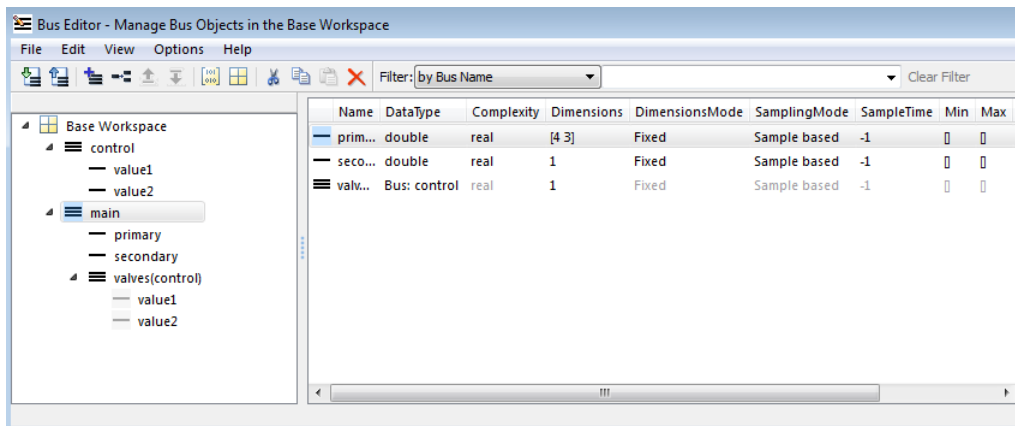 Bus Editor - Manage Bus Objects in the Base Workspace
File Edit View Options Help
Filter: by Bus Name Clear Filter
Base Workspace
control
value1
value2
main
primary
secondary
valves(control)
value1
value2
Name DataType Complexity Dimensions DimensionsMode SamplingMode SampleTime Min Max
prim... double real [4 3] Fixed Sample based -1 [] []
seco... double real 1 Fixed Sample based -1 [] []
valv... Bus: control real 1 Fixed Sample based -1 [] []